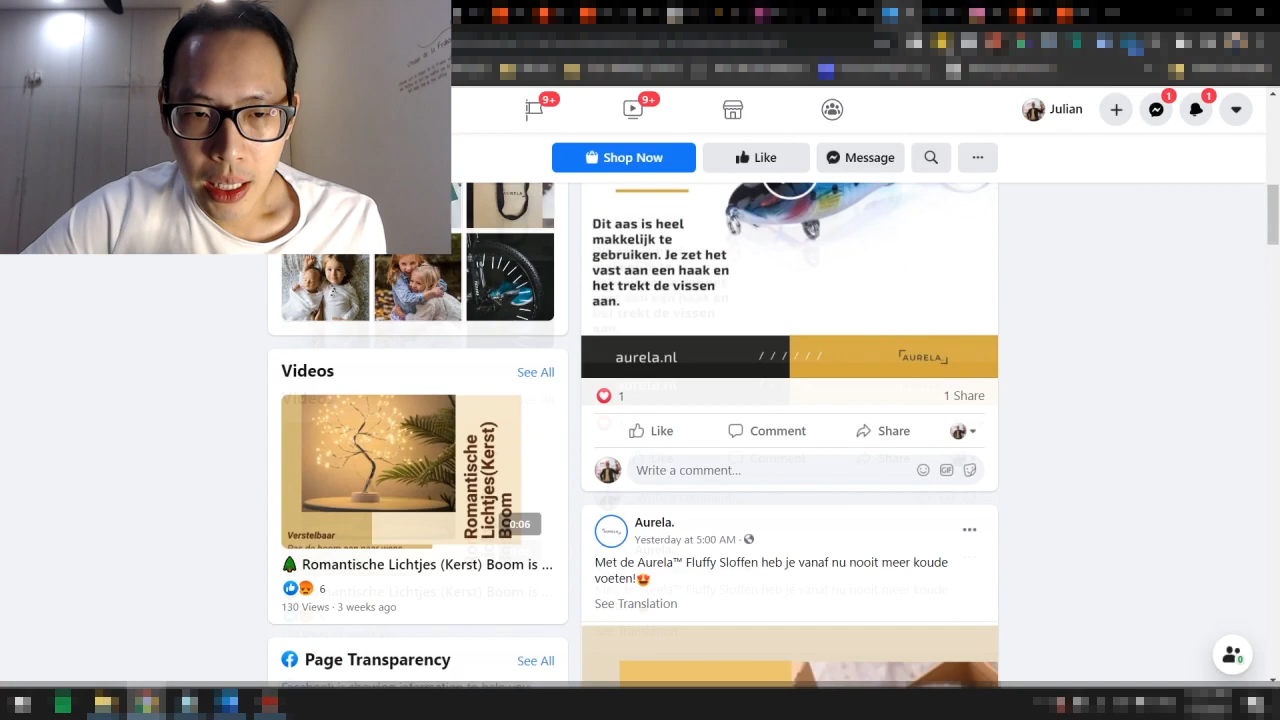 9+
9+
Julian
1
1
Shop Now
Like
Message
Dit aas is heel
makkelijk te
gebruiken. Je zet het
vast aan een haak en
het trekt de vissen
aan.
aurela.nl
//////
AURELA
1
1 Share
Like
Comment
Share
Write a comment...
GIF
Videos
See All
Romantische
Lichtjes(Kerst)
Boom
0:06
Verstelbaar
🌲 Romantische Lichtjes (Kerst) Boom is ...
6
130 Views · 3 weeks ago
Page Transparency
See All
Aurela.
Yesterday at 5:00 AM ·
Met de Aurela™ Fluffy Sloffen heb je vanaf nu nooit meer koude
voeten!😍
See Translation
0